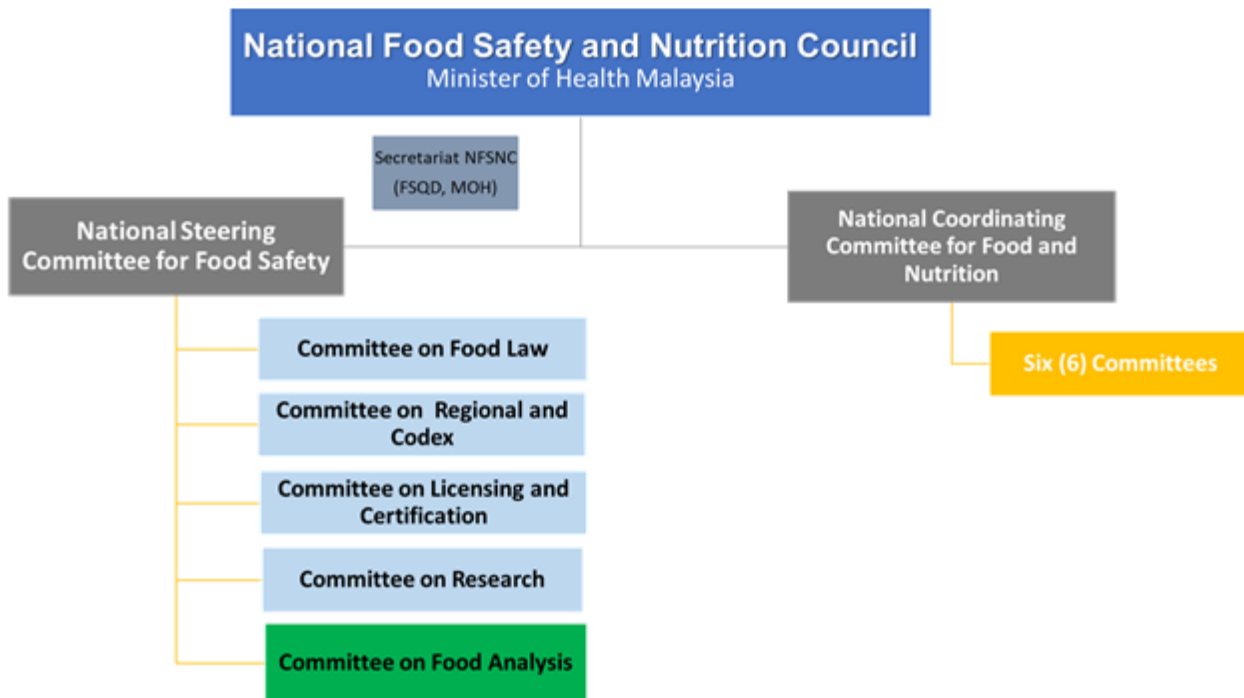 National Food Safety and Nutrition Council
Minister of Health Malaysia
Secretariat NFSNC
(FSQD, MOH)
National Steering
Committee for Food Safety
National Coordinating
Committee for Food and
Nutrition
Committee on Food Law
Committee on Regional and
Codex
Committee on Licensing and
Certification
Committee on Research
Committee on Food Analysis
Six (6) Committees